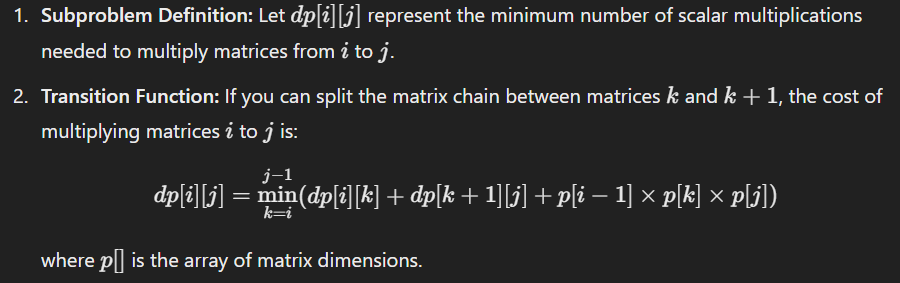 1. Subproblem Definition: Let dp[i][j] represent the minimum number of scalar multiplications
needed to multiply matrices from i to j.
2. Transition Function: If you can split the matrix chain between matrices k and k + 1, the cost of
multiplying matrices i to j is:
dp[i][j] = min_{k=i}^{j−1}(dp[i][k] + dp[k + 1][j] + p[i − 1] × p[k] × p[j])
where p[] is the array of matrix dimensions.